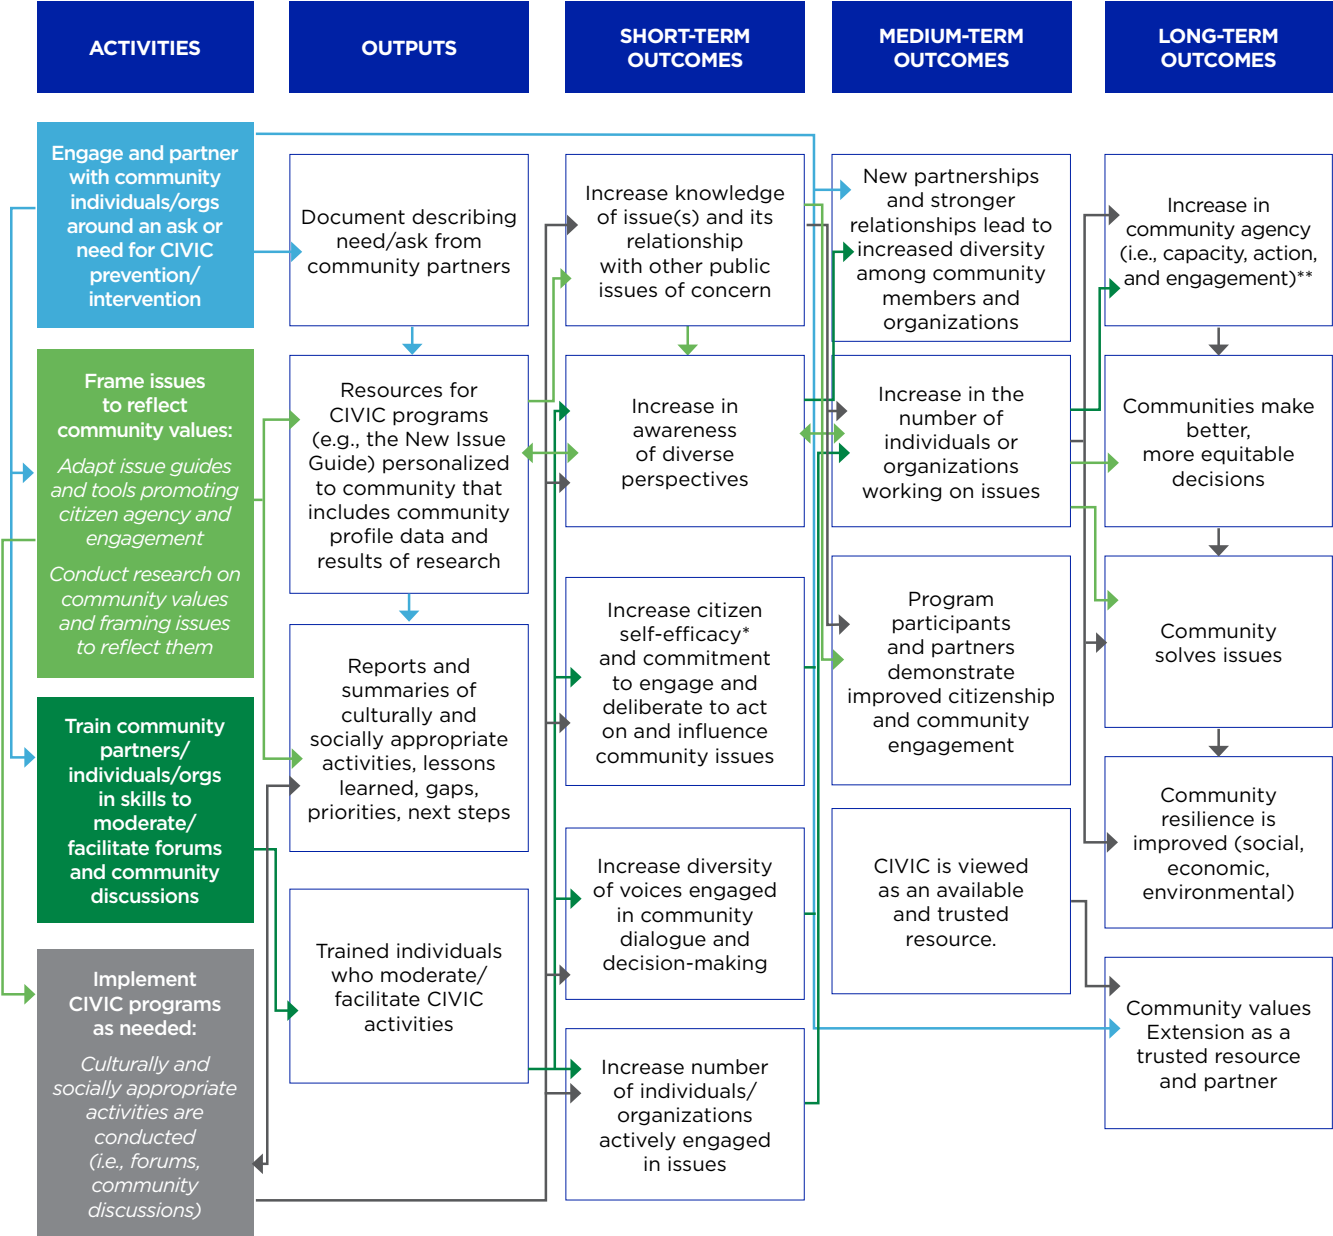 ACTIVITIES
OUTPUTS
SHORT-TERM
OUTCOMES
MEDIUM-TERM
OUTCOMES
LONG-TERM
OUTCOMES
Engage and partner
with community
individuals/orgs
around an ask or
need for CIVIC
prevention/
intervention
Frame issues
to reflect
community values:
Adapt issue guides
and tools promoting
citizen agency and
engagement
Conduct research on
community values
and framing issues
to reflect them
Train community
partners/
individuals/orgs
in skills to
moderate/
facilitate forums
and community
discussions
Implement
CIVIC programs
as needed:
Culturally and
socially appropriate
activities are
conducted
(i.e., forums,
community
discussions)
Document describing
need/ask from
community partners
Resources for
CIVIC programs
(e.g., the New Issue
Guide) personalized
to community that
includes community
profile data and
results of research
Reports and
summaries of
culturally and
socially appropriate
activities, lessons
learned, gaps,
priorities, next steps
Trained individuals
who moderate/
facilitate CIVIC
activities
Increase knowledge
of issue(s) and its
relationship
with other public
issues of concern
Increase in
awareness
of diverse
perspectives
Increase citizen
self-efficacy*
and commitment
to engage and
deliberate to act
on and influence
community issues
Increase diversity
of voices engaged
in community
dialogue and
decision-making
Increase number
of individuals/
organizations
actively engaged
in issues
New partnerships
and stronger
relationships lead to
increased diversity
among community
members and
organizations
Increase in the
number of
individuals or
organizations
working on issues
Program
participants
and partners
demonstrate
improved citizenship
and community
engagement
CIVIC is viewed
as an available
and trusted
resource.
Increase in
community agency
(i.e., capacity, action,
and engagement)**
Communities make
better,
more equitable
decisions
Community
solves issues
Community
resilience is
improved (social,
economic,
environmental)
Community values
Extension as a
trusted resource
and partner